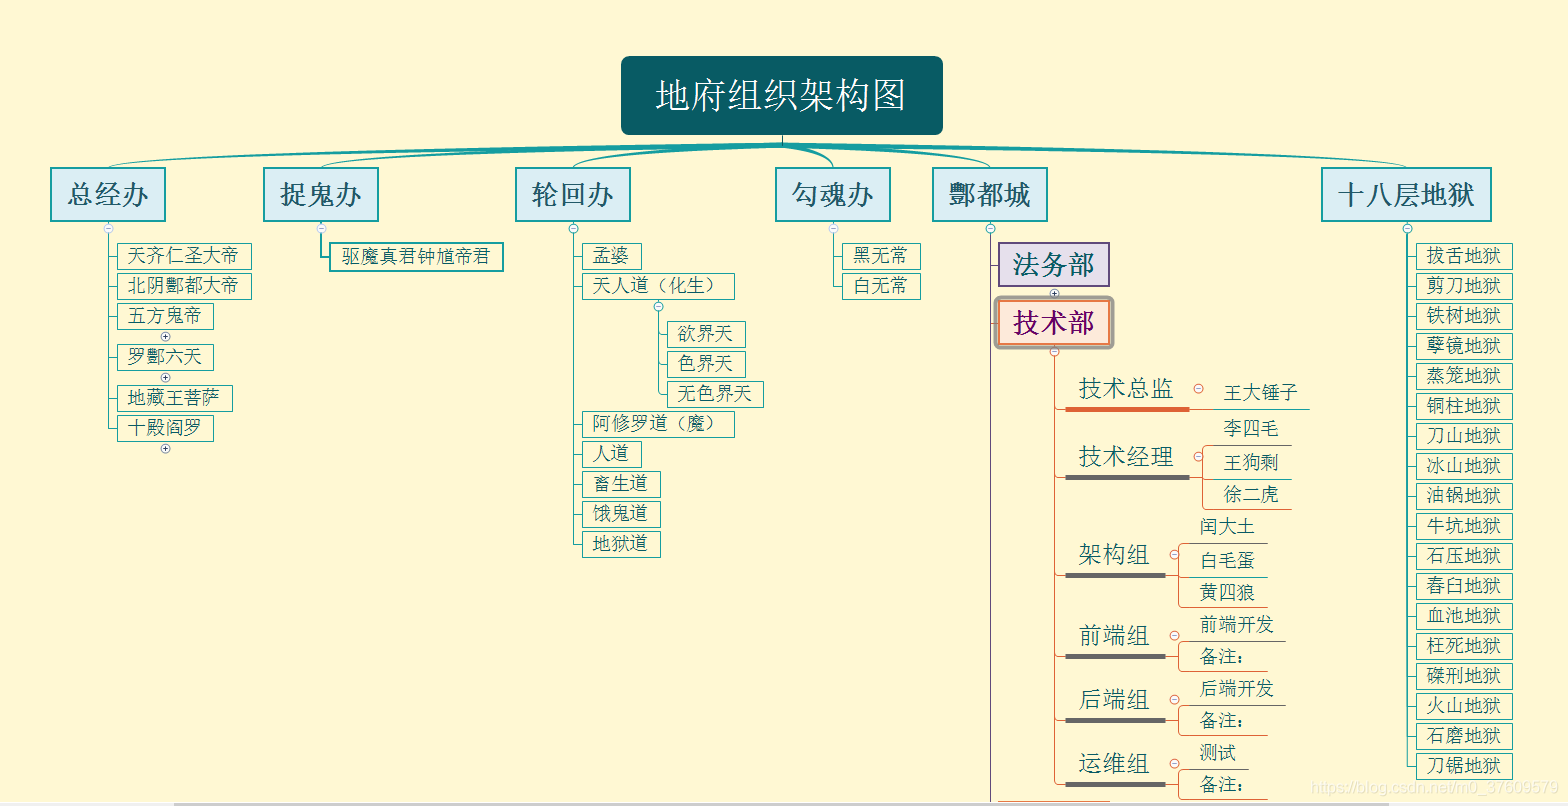 地府组织架构图
总经办
天齐仁圣大帝
北阴酆都大帝
五方鬼帝
罗酆六天
地藏王菩萨
十殿阎罗
捉鬼办
驱魔真君钟馗帝君
轮回办
孟婆
天人道（化生）
欲界天
色界天
无色界天
阿修罗道（魔）
人道
畜生道
饿鬼道
地狱道
勾魂办
黑无常
白无常
酆都城
法务部
技术部
技术总监
王大锤子
技术经理
李四毛
王狗剩
徐二虎
架构组
闰大土
白毛蛋
黄四狼
前端组
前端开发
备注:
后端组
后端开发
备注:
运维组
测试
备注:
十八层地狱
拔舌地狱
剪刀地狱
铁树地狱
孽镜地狱
蒸笼地狱
铜柱地狱
刀山地狱
冰山地狱
油锅地狱
牛坑地狱
石压地狱
舂臼地狱
血池地狱
枉死地狱
磔刑地狱
火山地狱
石磨地狱
刀锯地狱
https://blog.csdn.net/m0_37609579